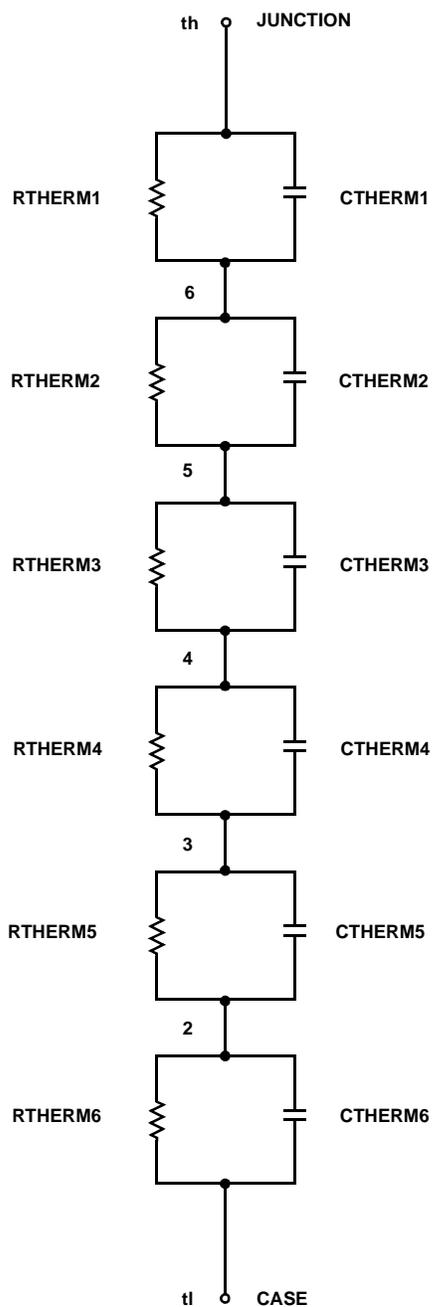 th JUNCTION
RTHERM1 CTHERM1
6
RTHERM2 CTHERM2
5
RTHERM3 CTHERM3
4
RTHERM4 CTHERM4
3
RTHERM5 CTHERM5
2
RTHERM6 CTHERM6
tl CASE